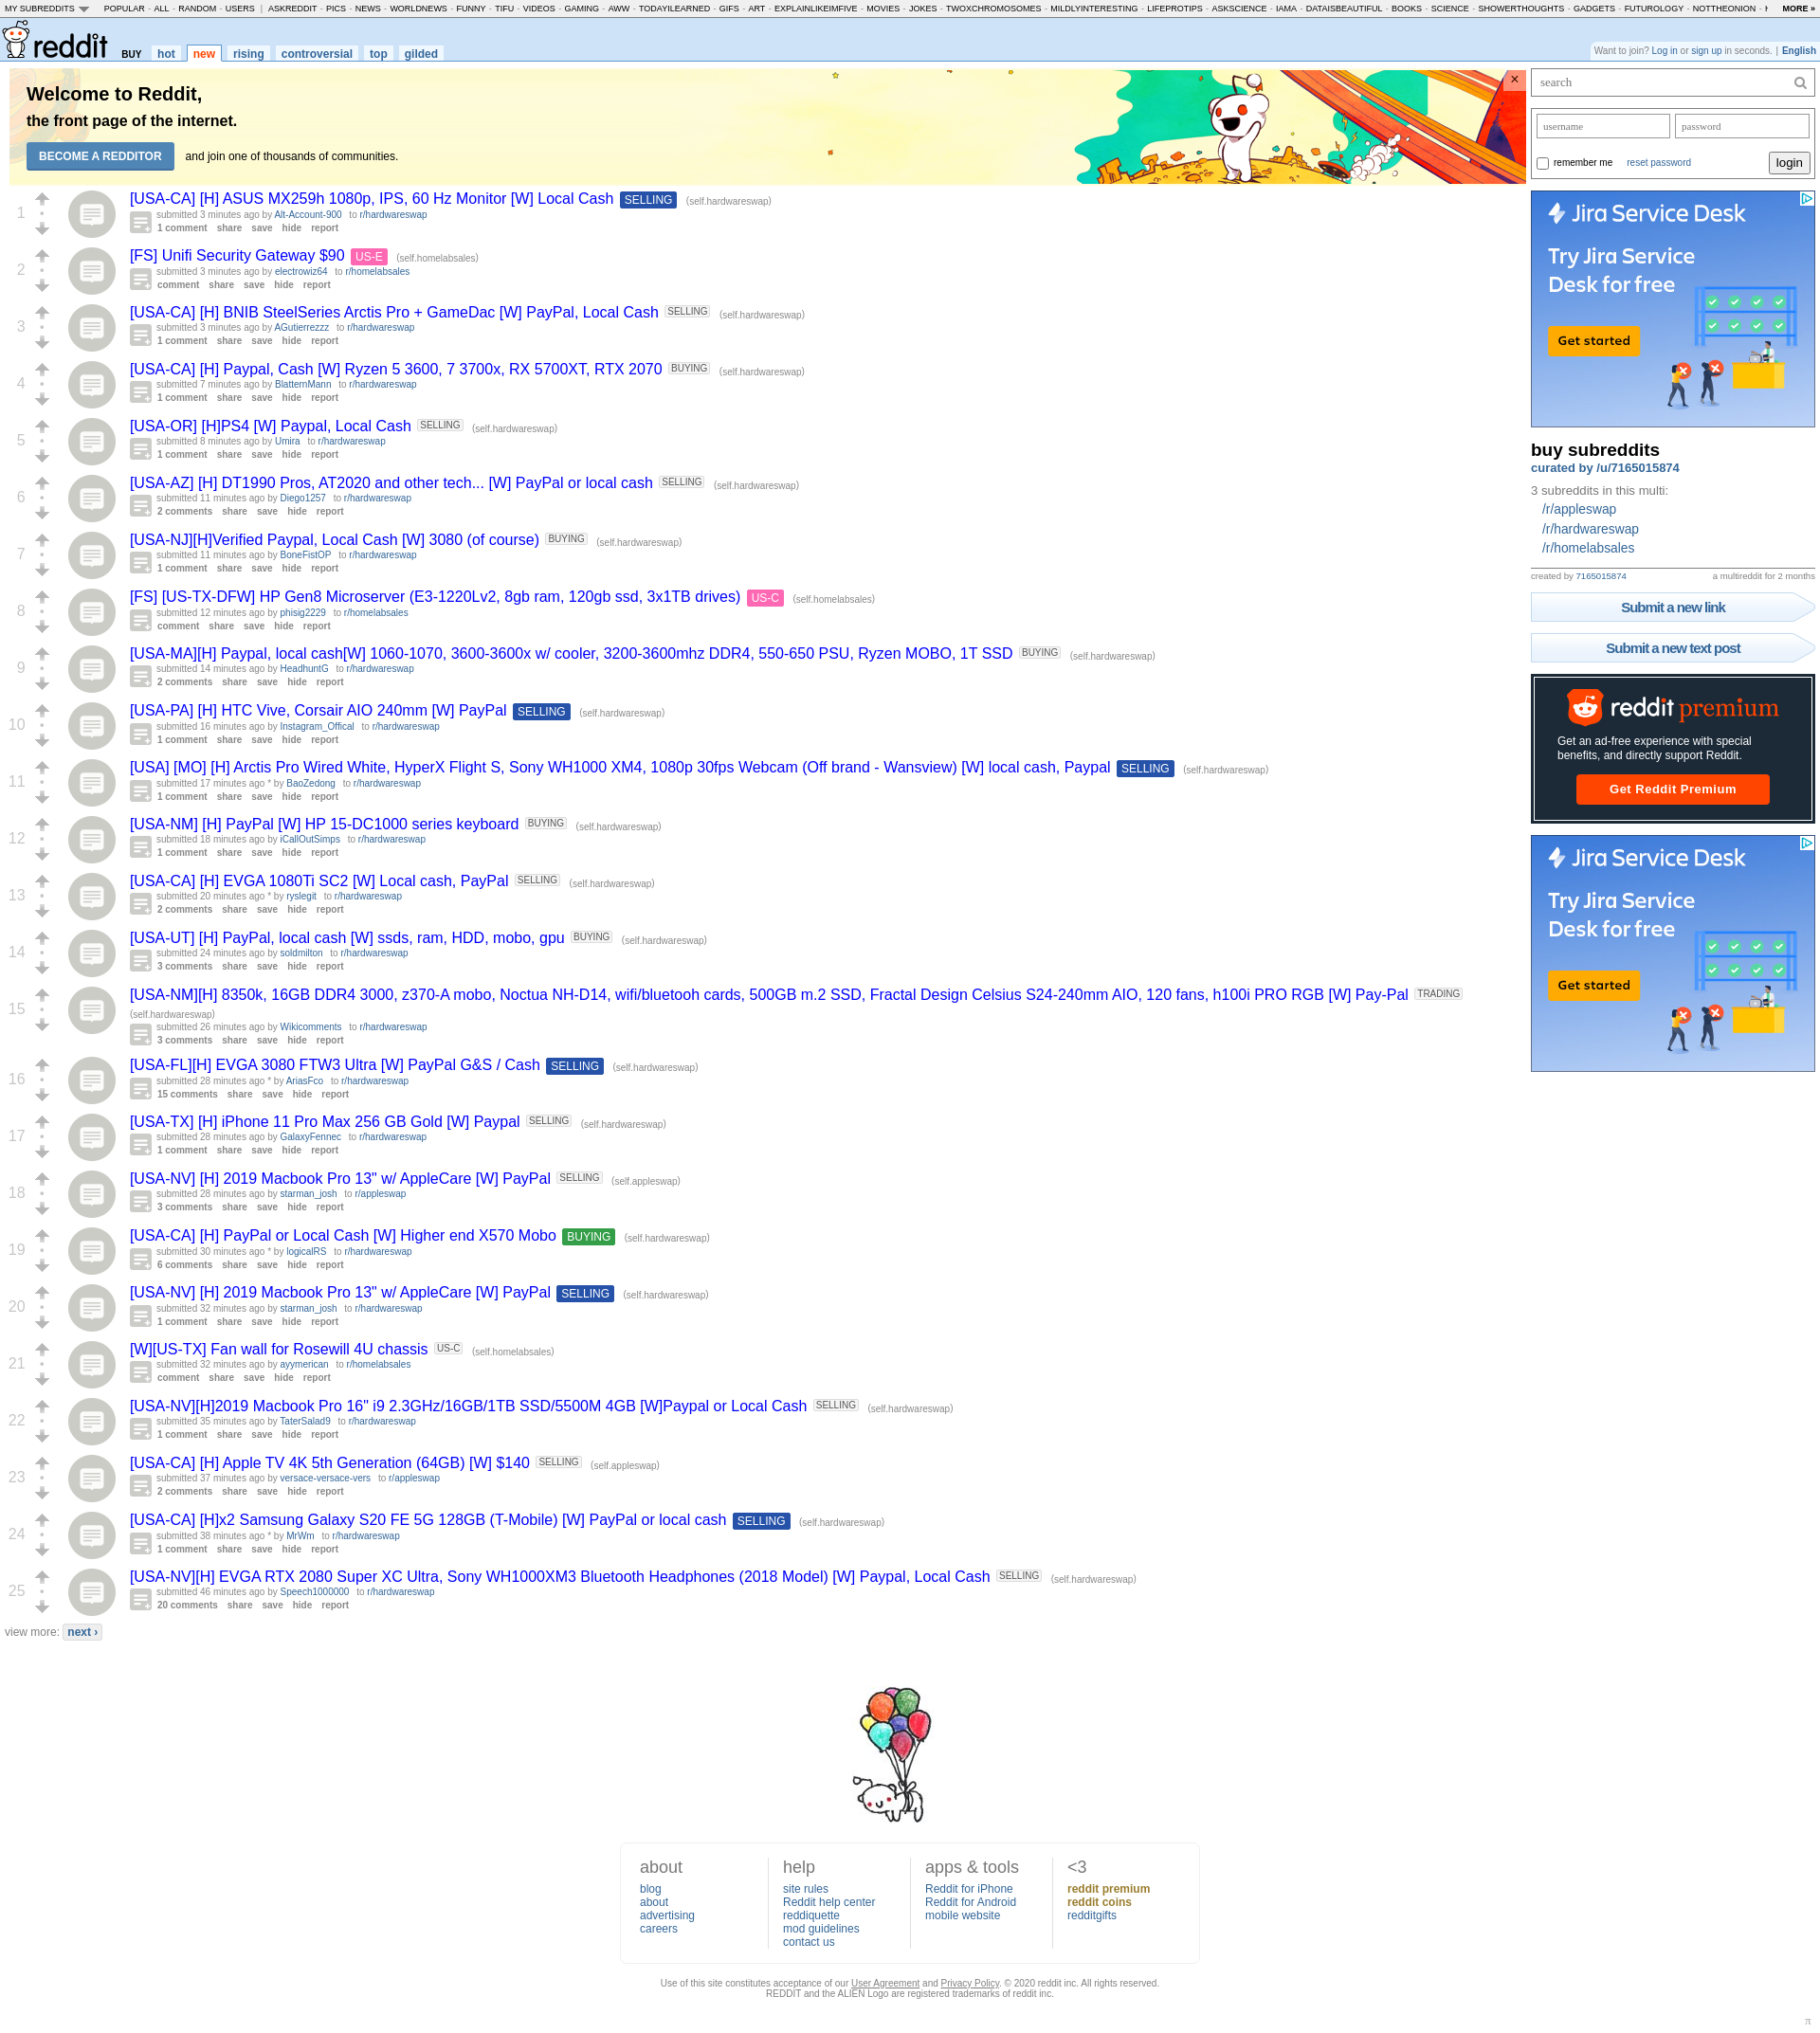 MY SUBREDDITS POPULAR - ALL - RANDOM - USERS | ASKREDDIT - PICS - NEWS - WORLDNEWS - FUNNY - TIFU - VIDEOS - GAMING - AWW - TODAYILEARNED - GIFS - ART - EXPLAINLIKEIMFIVE - MOVIES - JOKES - TWOXCHROMOSOMES - MILDLYINTERESTING - LIFEPROTIPS - ASKSCIENCE - IAMA - DATAISBEAUTIFUL - BOOKS - SCIENCE - SHOWERTHOUGHTS - GADGETS - FUTUROLOGY - NOTTHEONION - MORE »
reddit BUY hot new rising controversial top gilded
Want to join? Log in or sign up in seconds. | English
Welcome to Reddit,
the front page of the internet.
BECOME A REDDITOR and join one of thousands of communities.
×
1
[USA-CA] [H] ASUS MX259h 1080p, IPS, 60 Hz Monitor [W] Local Cash SELLING (self.hardwareswap)
submitted 3 minutes ago by Alt-Account-900 to r/hardwareswap
1 comment share save hide report
2
[FS] Unifi Security Gateway $90 US-E (self.homelabsales)
submitted 3 minutes ago by electrowiz64 to r/homelabsales
comment share save hide report
3
[USA-CA] [H] BNIB SteelSeries Arctis Pro + GameDac [W] PayPal, Local Cash SELLING (self.hardwareswap)
submitted 3 minutes ago by AGutierrezzz to r/hardwareswap
1 comment share save hide report
4
[USA-CA] [H] Paypal, Cash [W] Ryzen 5 3600, 7 3700x, RX 5700XT, RTX 2070 BUYING (self.hardwareswap)
submitted 7 minutes ago by BlatternMann to r/hardwareswap
1 comment share save hide report
5
[USA-OR] [H]PS4 [W] Paypal, Local Cash SELLING (self.hardwareswap)
submitted 8 minutes ago by Umira to r/hardwareswap
1 comment share save hide report
6
[USA-AZ] [H] DT1990 Pros, AT2020 and other tech... [W] PayPal or local cash SELLING (self.hardwareswap)
submitted 11 minutes ago by Diego1257 to r/hardwareswap
2 comments share save hide report
7
[USA-NJ][H]Verified Paypal, Local Cash [W] 3080 (of course) BUYING (self.hardwareswap)
submitted 11 minutes ago by BoneFistOP to r/hardwareswap
1 comment share save hide report
8
[FS] [US-TX-DFW] HP Gen8 Microserver (E3-1220Lv2, 8gb ram, 120gb ssd, 3x1TB drives) US-C (self.homelabsales)
submitted 12 minutes ago by phisig2229 to r/homelabsales
comment share save hide report
9
[USA-MA][H] Paypal, local cash[W] 1060-1070, 3600-3600x w/ cooler, 3200-3600mhz DDR4, 550-650 PSU, Ryzen MOBO, 1T SSD BUYING (self.hardwareswap)
submitted 14 minutes ago by HeadhuntG to r/hardwareswap
2 comments share save hide report
10
[USA-PA] [H] HTC Vive, Corsair AIO 240mm [W] PayPal SELLING (self.hardwareswap)
submitted 16 minutes ago by Instagram_Offical to r/hardwareswap
1 comment share save hide report
11
[USA] [MO] [H] Arctis Pro Wired White, HyperX Flight S, Sony WH1000 XM4, 1080p 30fps Webcam (Off brand - Wansview) [W] local cash, Paypal SELLING (self.hardwareswap)
submitted 17 minutes ago * by BaoZedong to r/hardwareswap
1 comment share save hide report
12
[USA-NM] [H] PayPal [W] HP 15-DC1000 series keyboard BUYING (self.hardwareswap)
submitted 18 minutes ago by iCallOutSimps to r/hardwareswap
1 comment share save hide report
13
[USA-CA] [H] EVGA 1080Ti SC2 [W] Local cash, PayPal SELLING (self.hardwareswap)
submitted 20 minutes ago * by ryslegit to r/hardwareswap
2 comments share save hide report
14
[USA-UT] [H] PayPal, local cash [W] ssds, ram, HDD, mobo, gpu BUYING (self.hardwareswap)
submitted 24 minutes ago by soldmilton to r/hardwareswap
3 comments share save hide report
15
[USA-NM][H] 8350k, 16GB DDR4 3000, z370-A mobo, Noctua NH-D14, wifi/bluetooh cards, 500GB m.2 SSD, Fractal Design Celsius S24-240mm AIO, 120 fans, h100i PRO RGB [W] Pay-Pal TRADING
(self.hardwareswap)
submitted 26 minutes ago by Wikicomments to r/hardwareswap
3 comments share save hide report
16
[USA-FL][H] EVGA 3080 FTW3 Ultra [W] PayPal G&S / Cash SELLING (self.hardwareswap)
submitted 28 minutes ago * by AriasFco to r/hardwareswap
15 comments share save hide report
17
[USA-TX] [H] iPhone 11 Pro Max 256 GB Gold [W] Paypal SELLING (self.hardwareswap)
submitted 28 minutes ago by GalaxyFennec to r/hardwareswap
1 comment share save hide report
18
[USA-NV] [H] 2019 Macbook Pro 13" w/ AppleCare [W] PayPal SELLING (self.appleswap)
submitted 28 minutes ago by starman_josh to r/appleswap
3 comments share save hide report
19
[USA-CA] [H] PayPal or Local Cash [W] Higher end X570 Mobo BUYING (self.hardwareswap)
submitted 30 minutes ago * by logicalRS to r/hardwareswap
6 comments share save hide report
20
[USA-NV] [H] 2019 Macbook Pro 13" w/ AppleCare [W] PayPal SELLING (self.hardwareswap)
submitted 32 minutes ago by starman_josh to r/hardwareswap
1 comment share save hide report
21
[W][US-TX] Fan wall for Rosewill 4U chassis US-C (self.homelabsales)
submitted 32 minutes ago by ayymerican to r/homelabsales
comment share save hide report
22
[USA-NV][H]2019 Macbook Pro 16" i9 2.3GHz/16GB/1TB SSD/5500M 4GB [W]Paypal or Local Cash SELLING (self.hardwareswap)
submitted 35 minutes ago by TaterSalad9 to r/hardwareswap
1 comment share save hide report
23
[USA-CA] [H] Apple TV 4K 5th Generation (64GB) [W] $140 SELLING (self.appleswap)
submitted 37 minutes ago by versace-versace-vers to r/appleswap
2 comments share save hide report
24
[USA-CA] [H]x2 Samsung Galaxy S20 FE 5G 128GB (T-Mobile) [W] PayPal or local cash SELLING (self.hardwareswap)
submitted 38 minutes ago * by MrWm to r/hardwareswap
1 comment share save hide report
25
[USA-NV][H] EVGA RTX 2080 Super XC Ultra, Sony WH1000XM3 Bluetooth Headphones (2018 Model) [W] Paypal, Local Cash SELLING (self.hardwareswap)
submitted 46 minutes ago by Speech1000000 to r/hardwareswap
20 comments share save hide report
view more: next ›
search
username password
remember me reset password login
Jira Service Desk
Try Jira Service
Desk for free
Get started
buy subreddits
curated by /u/7165015874
3 subreddits in this multi:
/r/appleswap
/r/hardwareswap
/r/homelabsales
created by 7165015874 a multireddit for 2 months
Submit a new link
Submit a new text post
reddit premium
Get an ad-free experience with special
benefits, and directly support Reddit.
Get Reddit Premium
Jira Service Desk
Try Jira Service
Desk for free
Get started
about
blog
about
advertising
careers
help
site rules
Reddit help center
reddiquette
mod guidelines
contact us
apps & tools
Reddit for iPhone
Reddit for Android
mobile website
<3
reddit premium
reddit coins
redditgifts
Use of this site constitutes acceptance of our User Agreement and Privacy Policy. © 2020 reddit inc. All rights reserved.
REDDIT and the ALIEN Logo are registered trademarks of reddit inc.
π